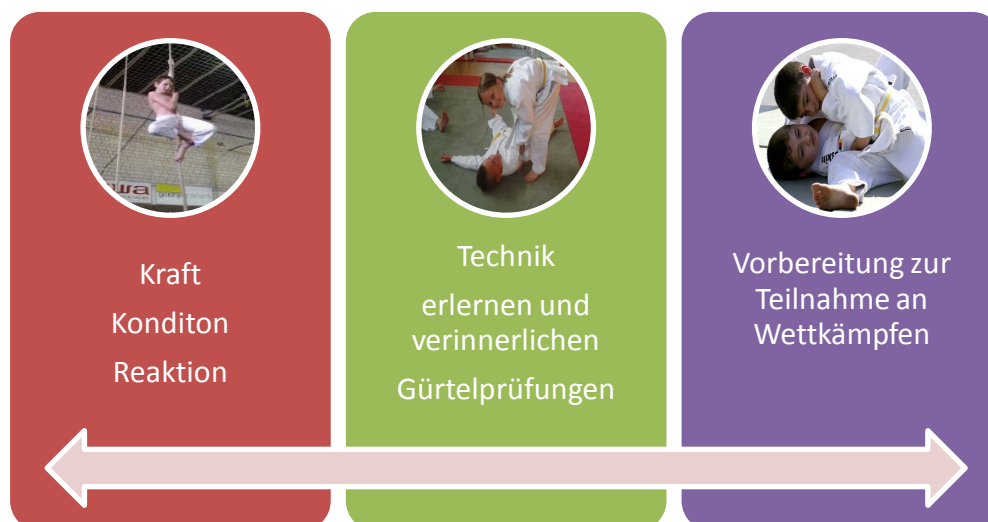 Kraft
Konditon
Reaktion
Technik
erlernen und
verinnerlichen
Gürtelprüfungen
Vorbereitung zur
Teilnahme an
Wettkämpfen